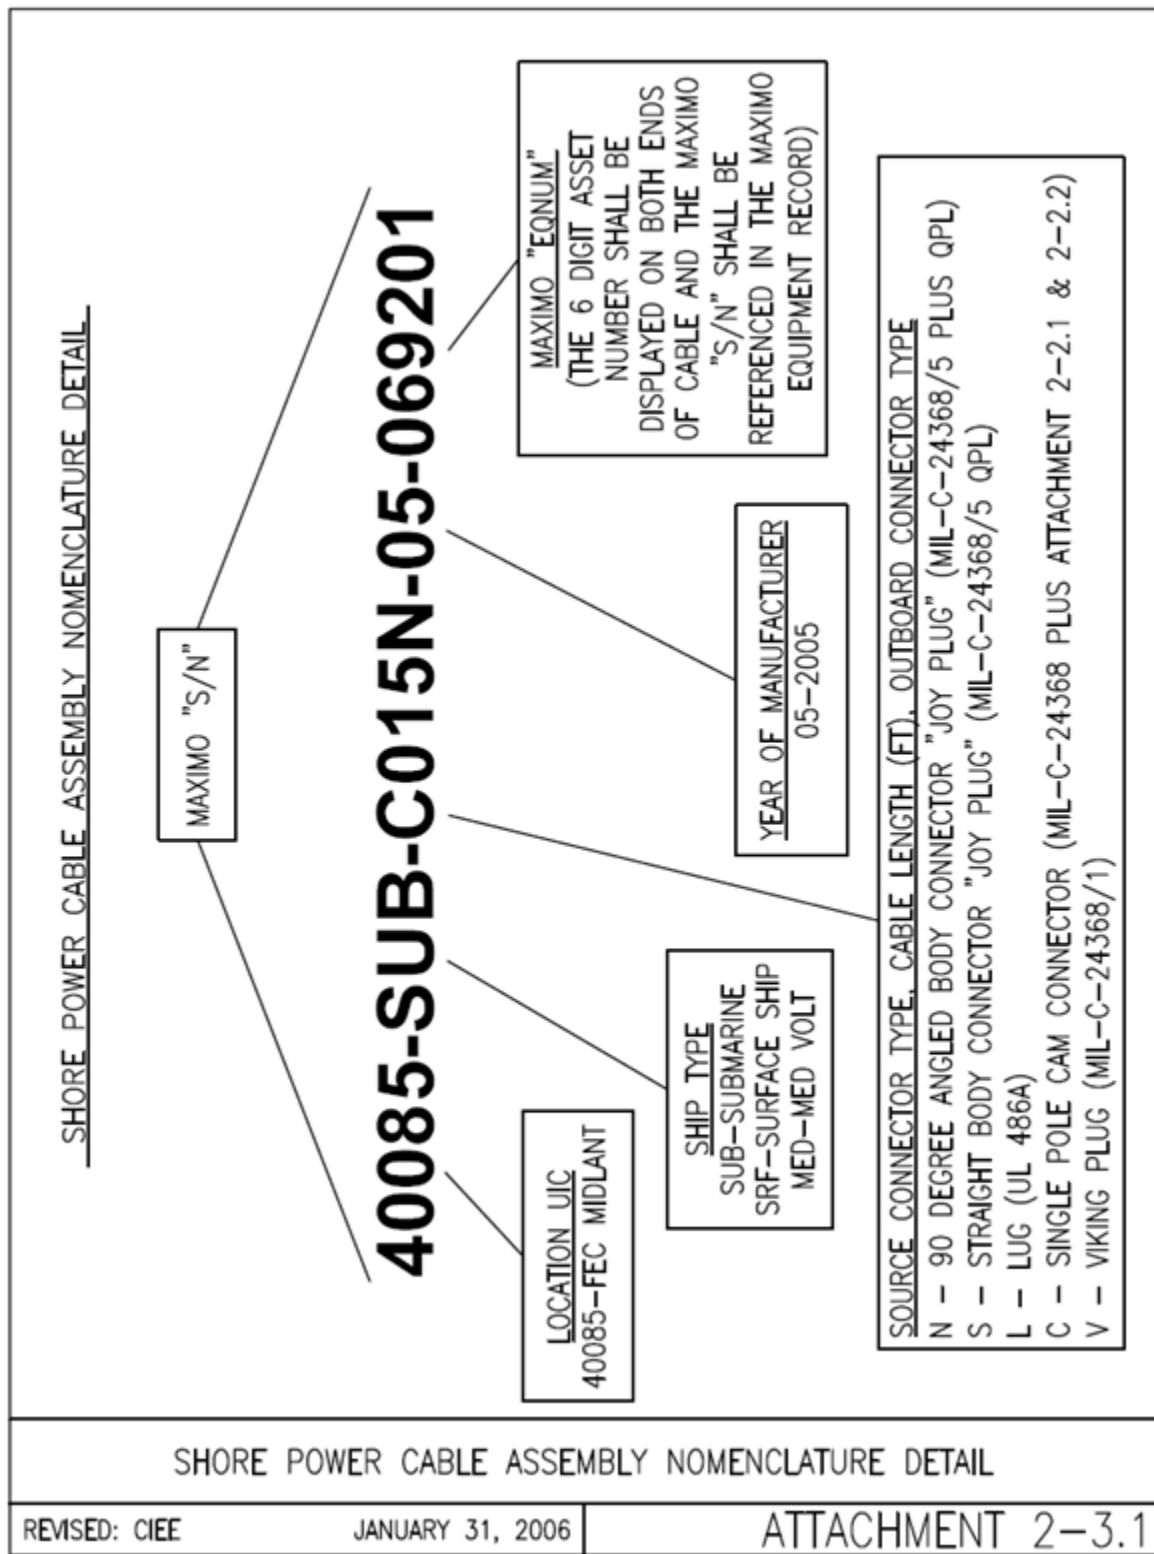 SHORE POWER CABLE ASSEMBLY NOMENCLATURE DETAIL
MAXIMO "S/N"
40085-SUB-C015N-05-069201
LOCATION UIC
40085-FEC MIDLANT
SHIP TYPE
SUB-SUBMARINE
SRF-SURFACE SHIP
MED-MED VOLT
YEAR OF MANUFACTURER
05-2005
MAXIMO "EQNUM"
(THE 6 DIGIT ASSET
NUMBER SHALL BE
DISPLAYED ON BOTH ENDS
OF CABLE AND THE MAXIMO
"S/N" SHALL BE
REFERENCED IN THE MAXIMO
EQUIPMENT RECORD)
SOURCE CONNECTOR TYPE, CABLE LENGTH (FT), OUTBOARD CONNECTOR TYPE
N - 90 DEGREE ANGLED BODY CONNECTOR "JOY PLUG" (MIL-C-24368/5 PLUS QPL)
S - STRAIGHT BODY CONNECTOR "JOY PLUG" (MIL-C-24368/5 QPL)
L - LUG (UL 486A)
C - SINGLE POLE CAM CONNECTOR (MIL-C-24368 PLUS ATTACHMENT 2-2.1 & 2-2.2)
V - VIKING PLUG (MIL-C-24368/1)
SHORE POWER CABLE ASSEMBLY NOMENCLATURE DETAIL
REVISED: CIEE JANUARY 31, 2006
ATTACHMENT 2-3.1